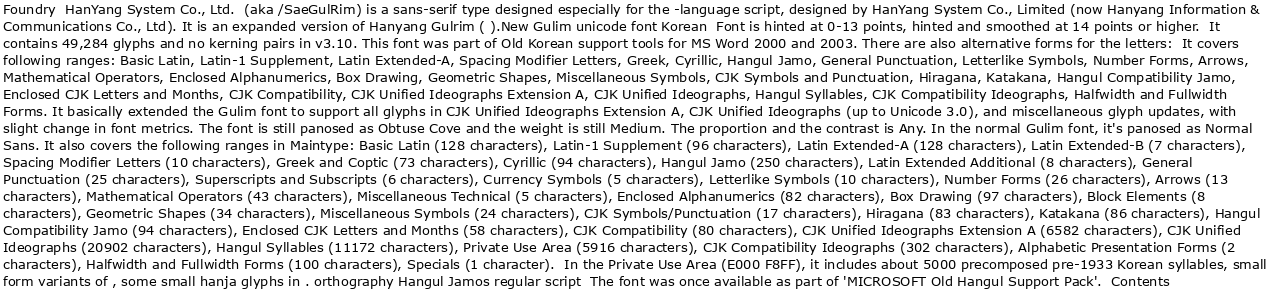 Foundry  HanYang System Co., Ltd.  (aka /SaeGulRim) is a sans-serif type designed especially for the -language script, designed by HanYang System Co., Limited (now Hanyang Information &
Communications Co., Ltd). It is an expanded version of Hanyang Gulrim ( ).New Gulim unicode font Korean  Font is hinted at 0-13 points, hinted and smoothed at 14 points or higher.  It
contains 49,284 glyphs and no kerning pairs in v3.10. This font was part of Old Korean support tools for MS Word 2000 and 2003. There are also alternative forms for the letters:  It covers
following ranges: Basic Latin, Latin-1 Supplement, Latin Extended-A, Spacing Modifier Letters, Greek, Cyrillic, Hangul Jamo, General Punctuation, Letterlike Symbols, Number Forms, Arrows,
Mathematical Operators, Enclosed Alphanumerics, Box Drawing, Geometric Shapes, Miscellaneous Symbols, CJK Symbols and Punctuation, Hiragana, Katakana, Hangul Compatibility Jamo,
Enclosed CJK Letters and Months, CJK Compatibility, CJK Unified Ideographs Extension A, CJK Unified Ideographs, Hangul Syllables, CJK Compatibility Ideographs, Halfwidth and Fullwidth
Forms. It basically extended the Gulim font to support all glyphs in CJK Unified Ideographs Extension A, CJK Unified Ideographs (up to Unicode 3.0), and miscellaneous glyph updates, with
slight change in font metrics. The font is still panosed as Obtuse Cove and the weight is still Medium. The proportion and the contrast is Any. In the normal Gulim font, it's panosed as Normal
Sans. It also covers the following ranges in Maintype: Basic Latin (128 characters), Latin-1 Supplement (96 characters), Latin Extended-A (128 characters), Latin Extended-B (7 characters),
Spacing Modifier Letters (10 characters), Greek and Coptic (73 characters), Cyrillic (94 characters), Hangul Jamo (250 characters), Latin Extended Additional (8 characters), General
Punctuation (25 characters), Superscripts and Subscripts (6 characters), Currency Symbols (5 characters), Letterlike Symbols (10 characters), Number Forms (26 characters), Arrows (13
characters), Mathematical Operators (43 characters), Miscellaneous Technical (5 characters), Enclosed Alphanumerics (82 characters), Box Drawing (97 characters), Block Elements (8
characters), Geometric Shapes (34 characters), Miscellaneous Symbols (24 characters), CJK Symbols/Punctuation (17 characters), Hiragana (83 characters), Katakana (86 characters), Hangul
Compatibility Jamo (94 characters), Enclosed CJK Letters and Months (58 characters), CJK Compatibility (80 characters), CJK Unified Ideographs Extension A (6582 characters), CJK Unified
Ideographs (20902 characters), Hangul Syllables (11172 characters), Private Use Area (5916 characters), CJK Compatibility Ideographs (302 characters), Alphabetic Presentation Forms (2
characters), Halfwidth and Fullwidth Forms (100 characters), Specials (1 character).  In the Private Use Area (E000 F8FF), it includes about 5000 precomposed pre-1933 Korean syllables, small
form variants of , some small hanja glyphs in . orthography Hangul Jamos regular script  The font was once available as part of 'MICROSOFT Old Hangul Support Pack'.  Contents